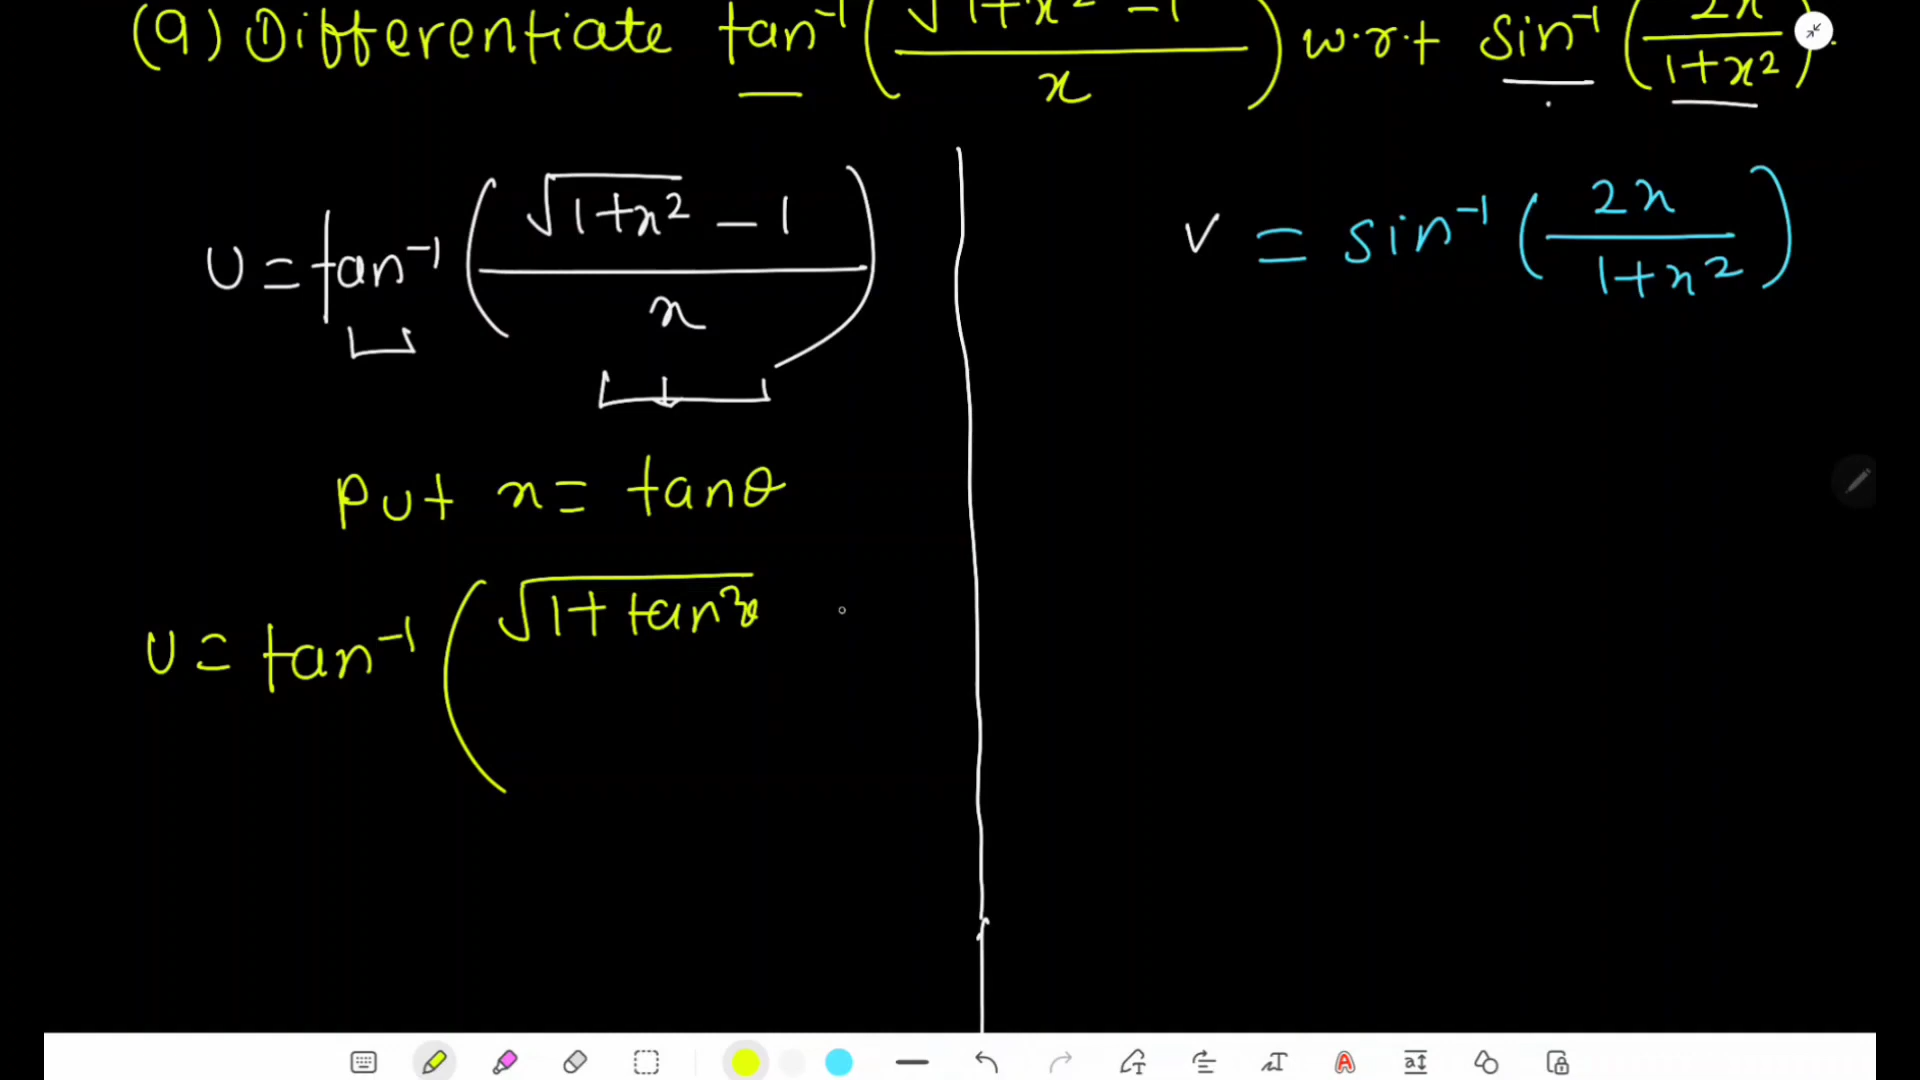 (9) Differentiate tan⁻¹(√1+x² -1 / x) w.r.t sin⁻¹(2x / 1+x²).
U = tan⁻¹(√1+x² - 1 / x)
V = sin⁻¹(2x / 1+x²)
Put x = tanθ
U = tan⁻¹(√1+tan²θ